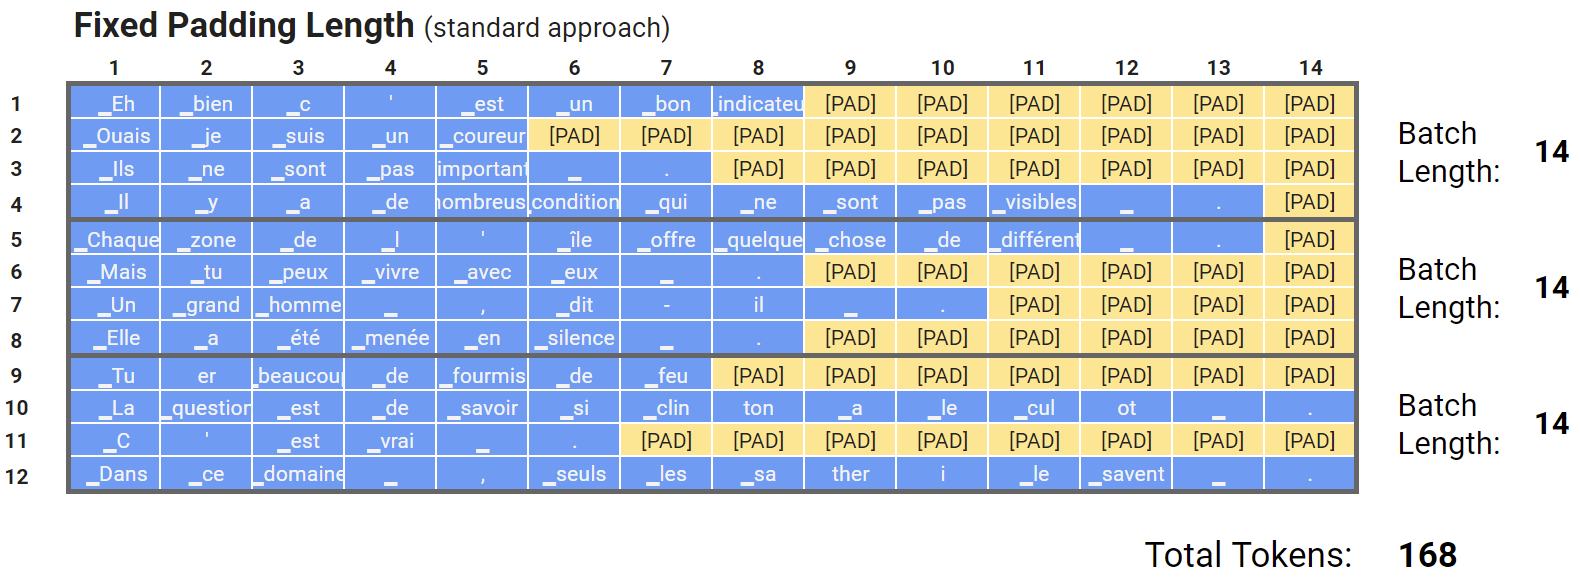 Fixed Padding Length (standard approach)
1 2 3 4 5 6 7 8 9 10 11 12 13 14
1 _Eh _bien _c ' _est _un _bon _indicateu [PAD] [PAD] [PAD] [PAD] [PAD] [PAD]
2 _Ouais _je _suis _un _coureur [PAD] [PAD] [PAD] [PAD] [PAD] [PAD] [PAD] [PAD] [PAD]
Batch Length: 14
3 _Ils _ne _sont _pas important _ . [PAD] [PAD] [PAD] [PAD] [PAD] [PAD] [PAD]
4 _Il _y _a _de nombreus _condition _qui _ne _sont _pas _visibles _ . [PAD]
5 _Chaque _zone _de _l ' _île _offre _quelque _chose _de _différent _ . [PAD]
6 _Mais _tu _peux _vivre _avec _eux _ . [PAD] [PAD] [PAD] [PAD] [PAD] [PAD]
Batch Length: 14
7 _Un _grand _homme _ , _dit - il _ . [PAD] [PAD] [PAD] [PAD]
8 _Elle _a _été _menée _en _silence _ . [PAD] [PAD] [PAD] [PAD] [PAD] [PAD]
9 _Tu er _beaucou _de _fourmis _de _feu [PAD] [PAD] [PAD] [PAD] [PAD] [PAD] [PAD]
10 _La _question _est _de _savoir _si _clin ton _a _le _cul ot _ .
Batch Length: 14
11 _C ' _est _vrai _ . [PAD] [PAD] [PAD] [PAD] [PAD] [PAD] [PAD] [PAD]
12 _Dans _ce _domaine _ , _seuls _les _sa ther i _le _savent _ .
Total Tokens: 168